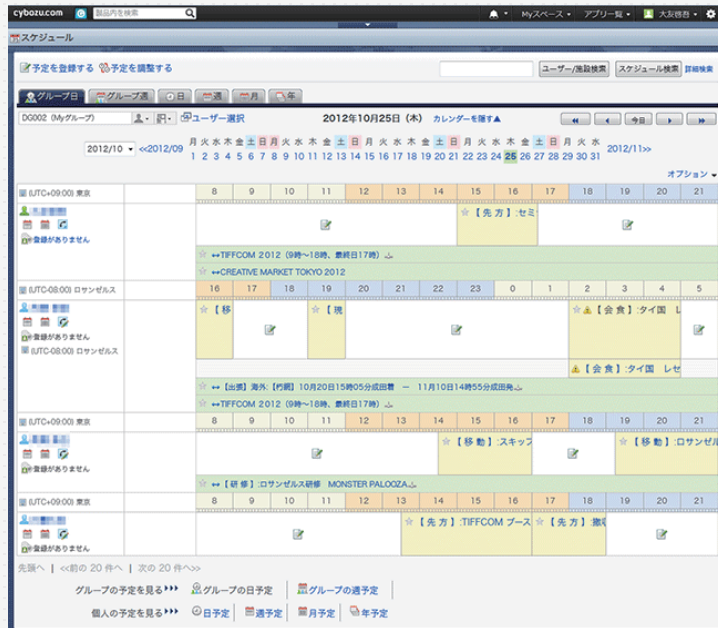 cybozu.com 製品内を検索 Myスペース アプリ一覧 大友啓吾
スケジュール
予定を登録する 予定を調整する ユーザー/施設検索 スケジュール検索 詳細検索
グループ日 グループ週 日 週 月 年
DG002 (Myグループ) ユーザー選択 2012年10月25日（木） カレンダーを隠す▲ 今日
月 火 水 木 金 土 日 月 火 水 木 金 土 日 月 火 水 木 金 土 日 月 火 水 木 金 土 日 月 火 水
2012/10 <<2012/09 1 2 3 4 5 6 7 8 9 10 11 12 13 14 15 16 17 18 19 20 21 22 23 24 25 26 27 28 29 30 31 2012/11>>
オプション
(UTC+09:00) 東京 8 9 10 11 12 13 14 15 16 17 18 19 20 21
【先方】:セミ
登録がありません
↔TIFFCOM 2012（9時～18時、最終日17時）
↔CREATIVE MARKET TOKYO 2012
(UTC-08:00) ロサンゼルス 16 17 18 19 20 21 22 23 0 1 2 3 4 5
【移 【現 【会食】:タイ国 レ
登録がありません
(UTC-08:00) ロサンゼルス
【会食】:タイ国 レセ
↔【出張】海外:【行朗】10月20日15時05分成田着 － 11月10日14時55分成田発
↔TIFFCOM 2012（9時～18時、最終日17時）
(UTC+09:00) 東京 8 9 10 11 12 13 14 15 16 17 18 19 20 21
【移動】:スキップ 【移動】:ロサンゼル
登録がありません
↔【研修】:ロサンゼルス研修 MONSTER PALOOZA
(UTC+09:00) 東京 8 9 10 11 12 13 14 15 16 17 18 19 20 21
【先方】:TIFFCOM ブース 【先方】:撤収
登録がありません
先頭へ | <<前の 20 件へ | 次の 20 件へ>>
グループの予定を見る グループの日予定 グループの週予定
個人の予定を見る 日予定 週予定 月予定 年予定